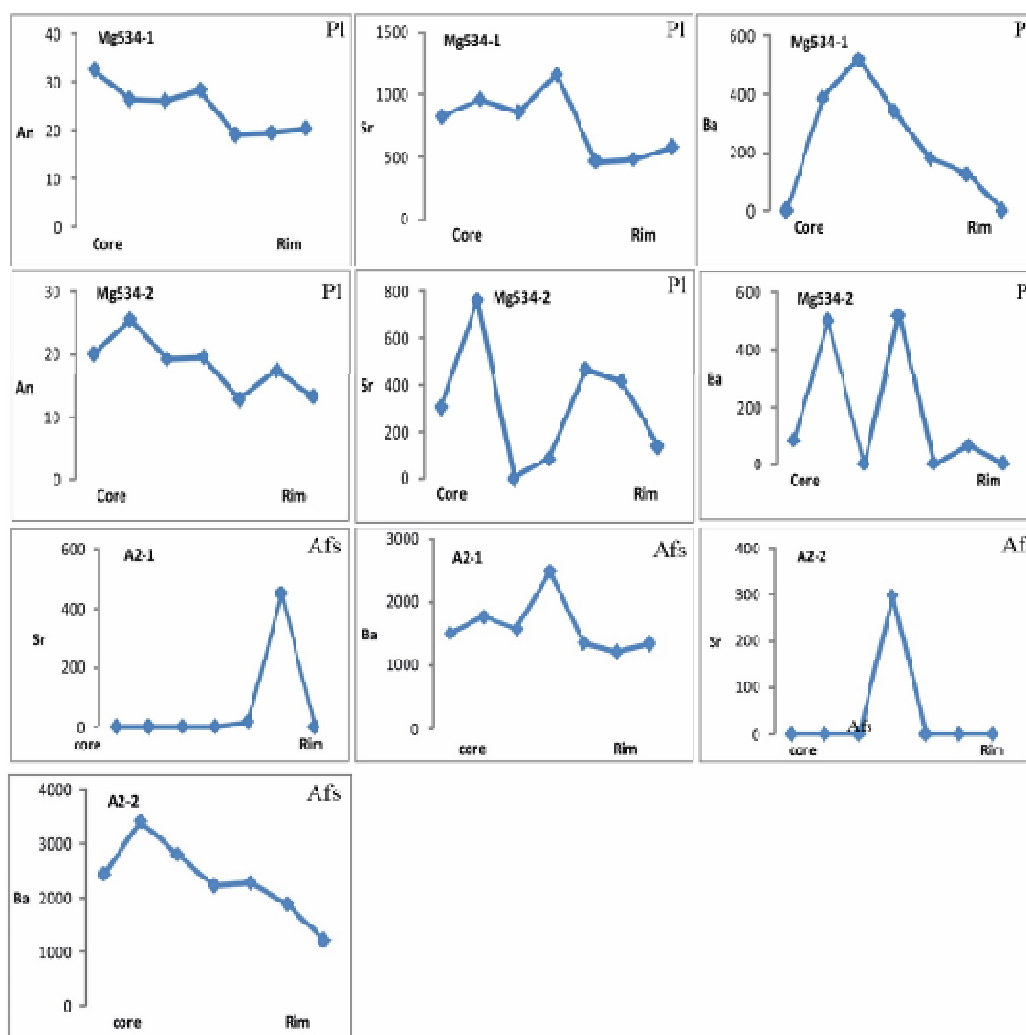 Mg534-1 Pl
40
30
An 20
10
0
Core Rim
Mg534-1 Pl
1500
1000
Sr
500
0
Core Rim
Mg534-1 P
600
400
Ba
200
0
Core Rim
Mg534-2 Pl
30
20
An
10
0
Core Rim
Mg534-2 Pl
800
600
Sr 400
200
0
Core Rim
Mg534-2 P
600
400
Ba
200
0
Core Rim
A2-1 Afs
600
400
Sr
200
0
core Rim
A2-1 Afs
3000
2000
Ba
1000
0
core Rim
A2-2 Af
400
300
Sr 200
100
0 Afs
core Rim
A2-2 Afs
4000
3000
Ba 2000
1000
0
core Rim